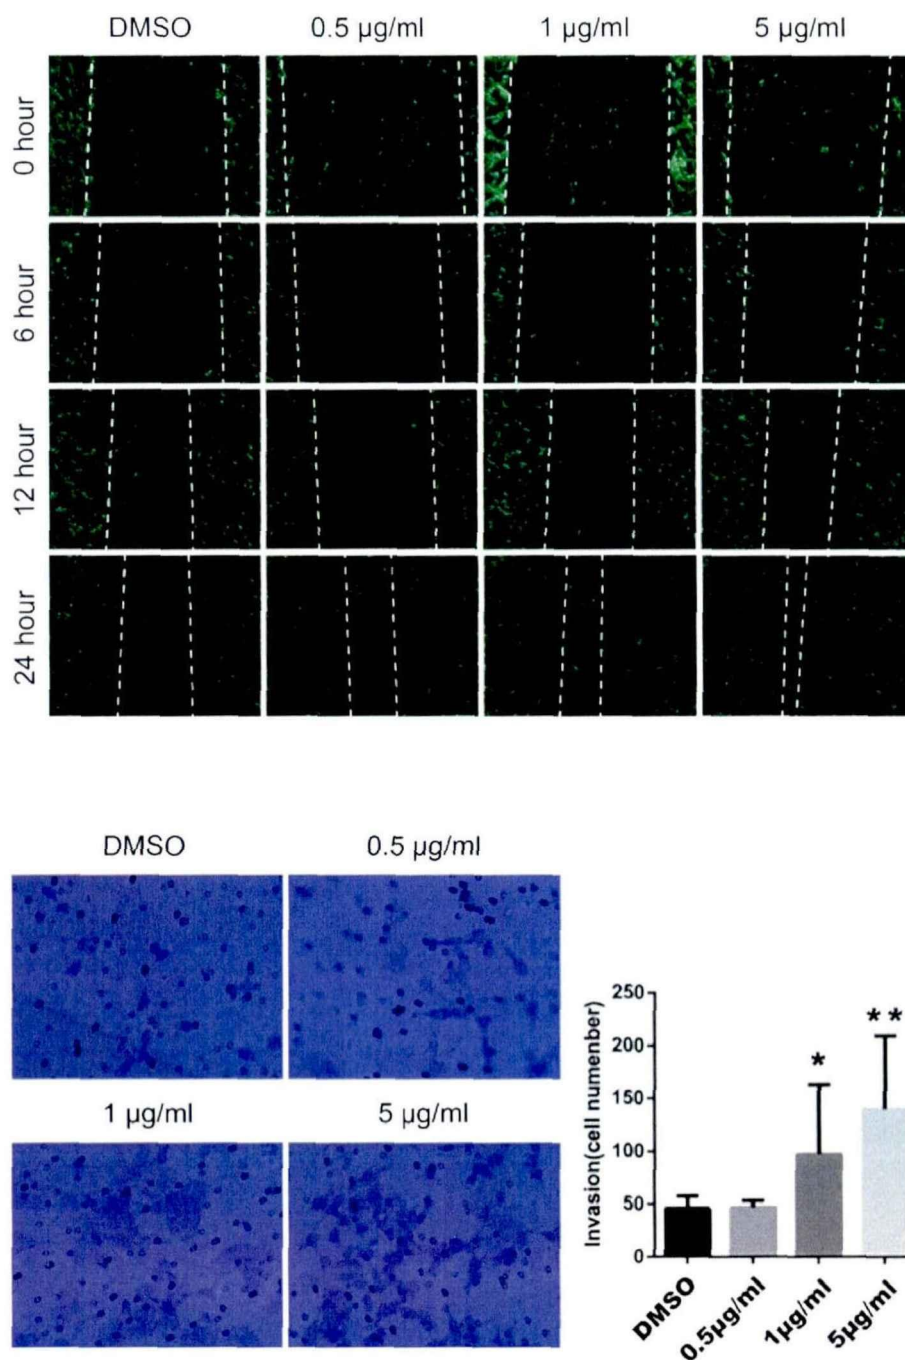 DMSO 0.5 µg/ml 1 µg/ml 5 µg/ml
0 hour
6 hour
12 hour
24 hour
DMSO 0.5 µg/ml
1 µg/ml 5 µg/ml
Invasion(cell numenber)
250
200
150
100
50
0
*
**
DMSO
0.5µg/ml
1µg/ml
5µg/ml